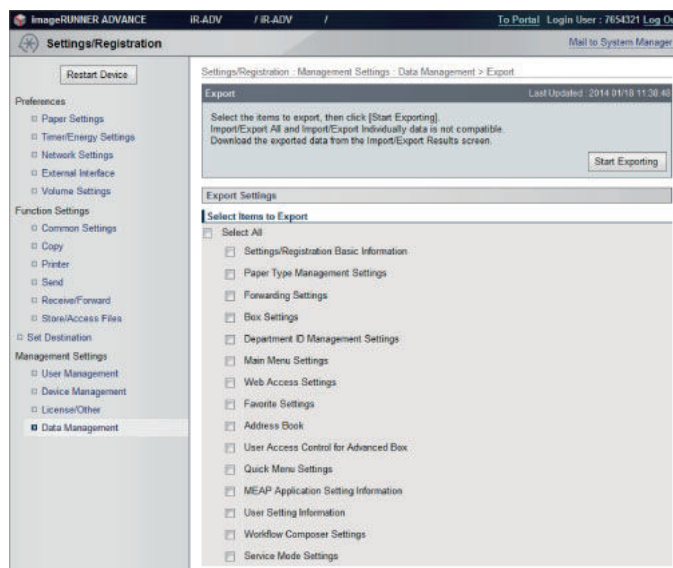 imageRUNNER ADVANCE iR-ADV / iR-ADV / To Portal Login User : 7654321 Log
Settings/Registration Mail to System Manager
Restart Device
Preferences
Paper Settings
Timer/Energy Settings
Network Settings
External Interface
Volume Settings
Function Settings
Common Settings
Copy
Printer
Send
Receive/Forward
Store/Access Files
Set Destination
Management Settings
User Management
Device Management
License/Other
Data Management
Settings/Registration : Management Settings : Data Management > Export
Export Last Updated : 2014 01/18 11:38:48
Select the items to export, then click [Start Exporting].
Import/Export All and Import/Export Individually data is not compatible.
Download the exported data from the Import/Export Results screen.
Start Exporting
Export Settings
Select Items to Export
Select All
Settings/Registration Basic Information
Paper Type Management Settings
Forwarding Settings
Box Settings
Department ID Management Settings
Main Menu Settings
Web Access Settings
Favorite Settings
Address Book
User Access Control for Advanced Box
Quick Menu Settings
MEAP Application Setting Information
User Setting Information
Workflow Composer Settings
Service Mode Settings